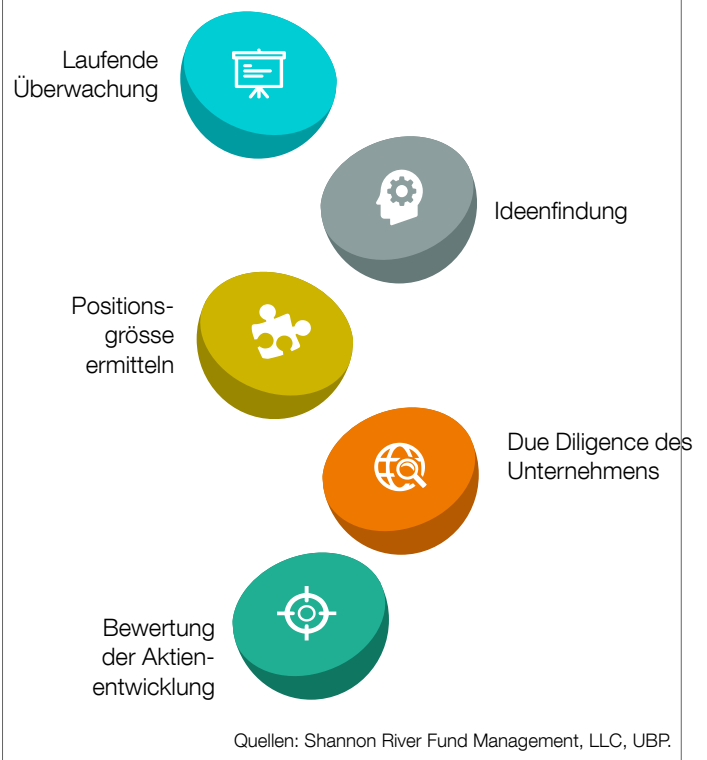 Laufende
Überwachung
Ideenfindung
Positions-
grösse
ermitteln
Due Diligence des
Unternehmens
Bewertung
der Aktien-
entwicklung
Quellen: Shannon River Fund Management, LLC, UBP.